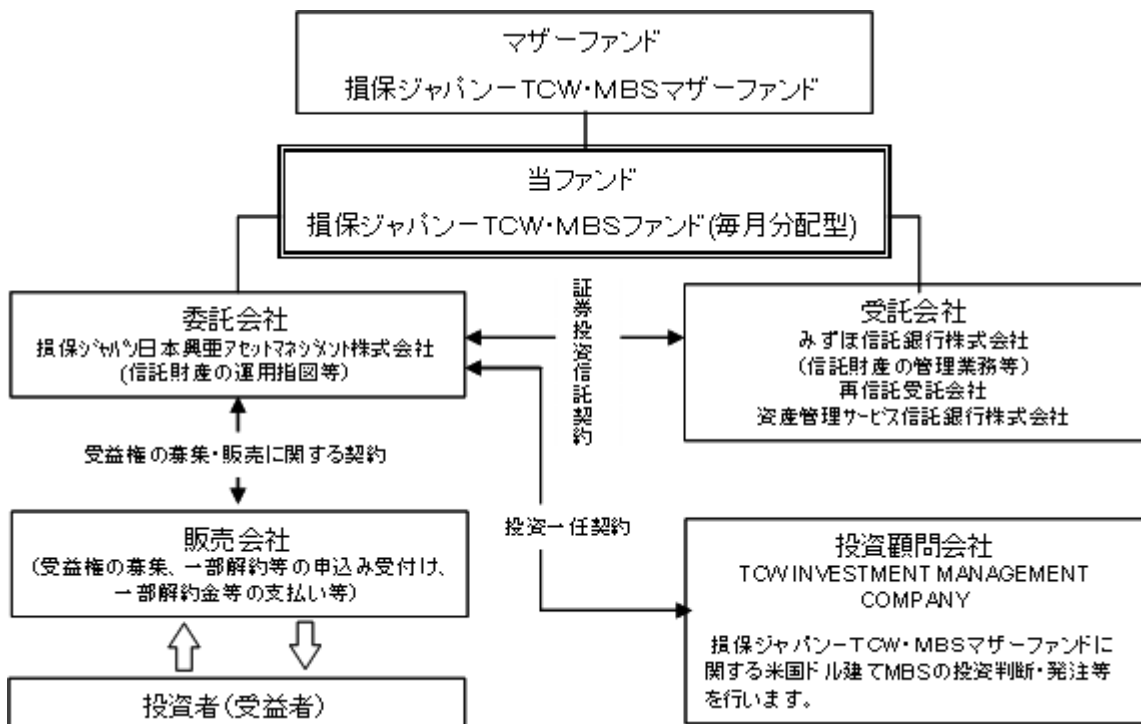 マザーファンド
損保ジャパン－TCW・MBSマザーファンド
当ファンド
損保ジャパン－TCW・MBSファンド(毎月分配型)
証券投資信託契約
委託会社
損保ジャパン日本興亜アセットマネジメント株式会社
(信託財産の運用指図等)
受託会社
みずほ信託銀行株式会社
(信託財産の管理業務等)
再信託受託会社
資産管理サービス信託銀行株式会社
受益権の募集・販売に関する契約
投資一任契約
販売会社
(受益権の募集、一部解約等の申込み受付け、
一部解約金等の支払い等)
投資顧問会社
TCW INVESTMENT MANAGEMENT
COMPANY
損保ジャパン－TCW・MBSマザーファンドに
関する米国ドル建てMBSの投資判断・発注等
を行います。
投資者(受益者)